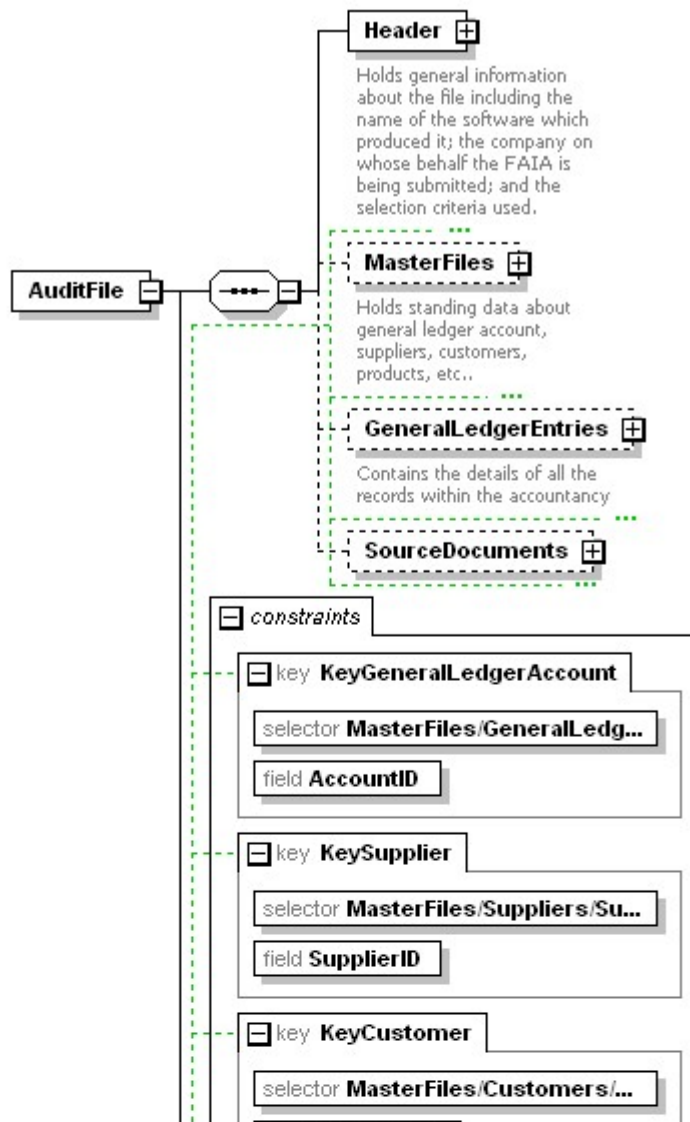 Header
Holds general information
about the file including the
name of the software which
produced it; the company on
whose behalf the FAIA is
being submitted; and the
selection criteria used.
AuditFile
MasterFiles
Holds standing data about
general ledger account,
suppliers, customers,
products, etc..
GeneralLedgerEntries
Contains the details of all the
records within the accountancy
SourceDocuments
constraints
key KeyGeneralLedgerAccount
selector MasterFiles/GeneralLedg...
field AccountID
key KeySupplier
selector MasterFiles/Suppliers/Su...
field SupplierID
key KeyCustomer
selector MasterFiles/Customers/...